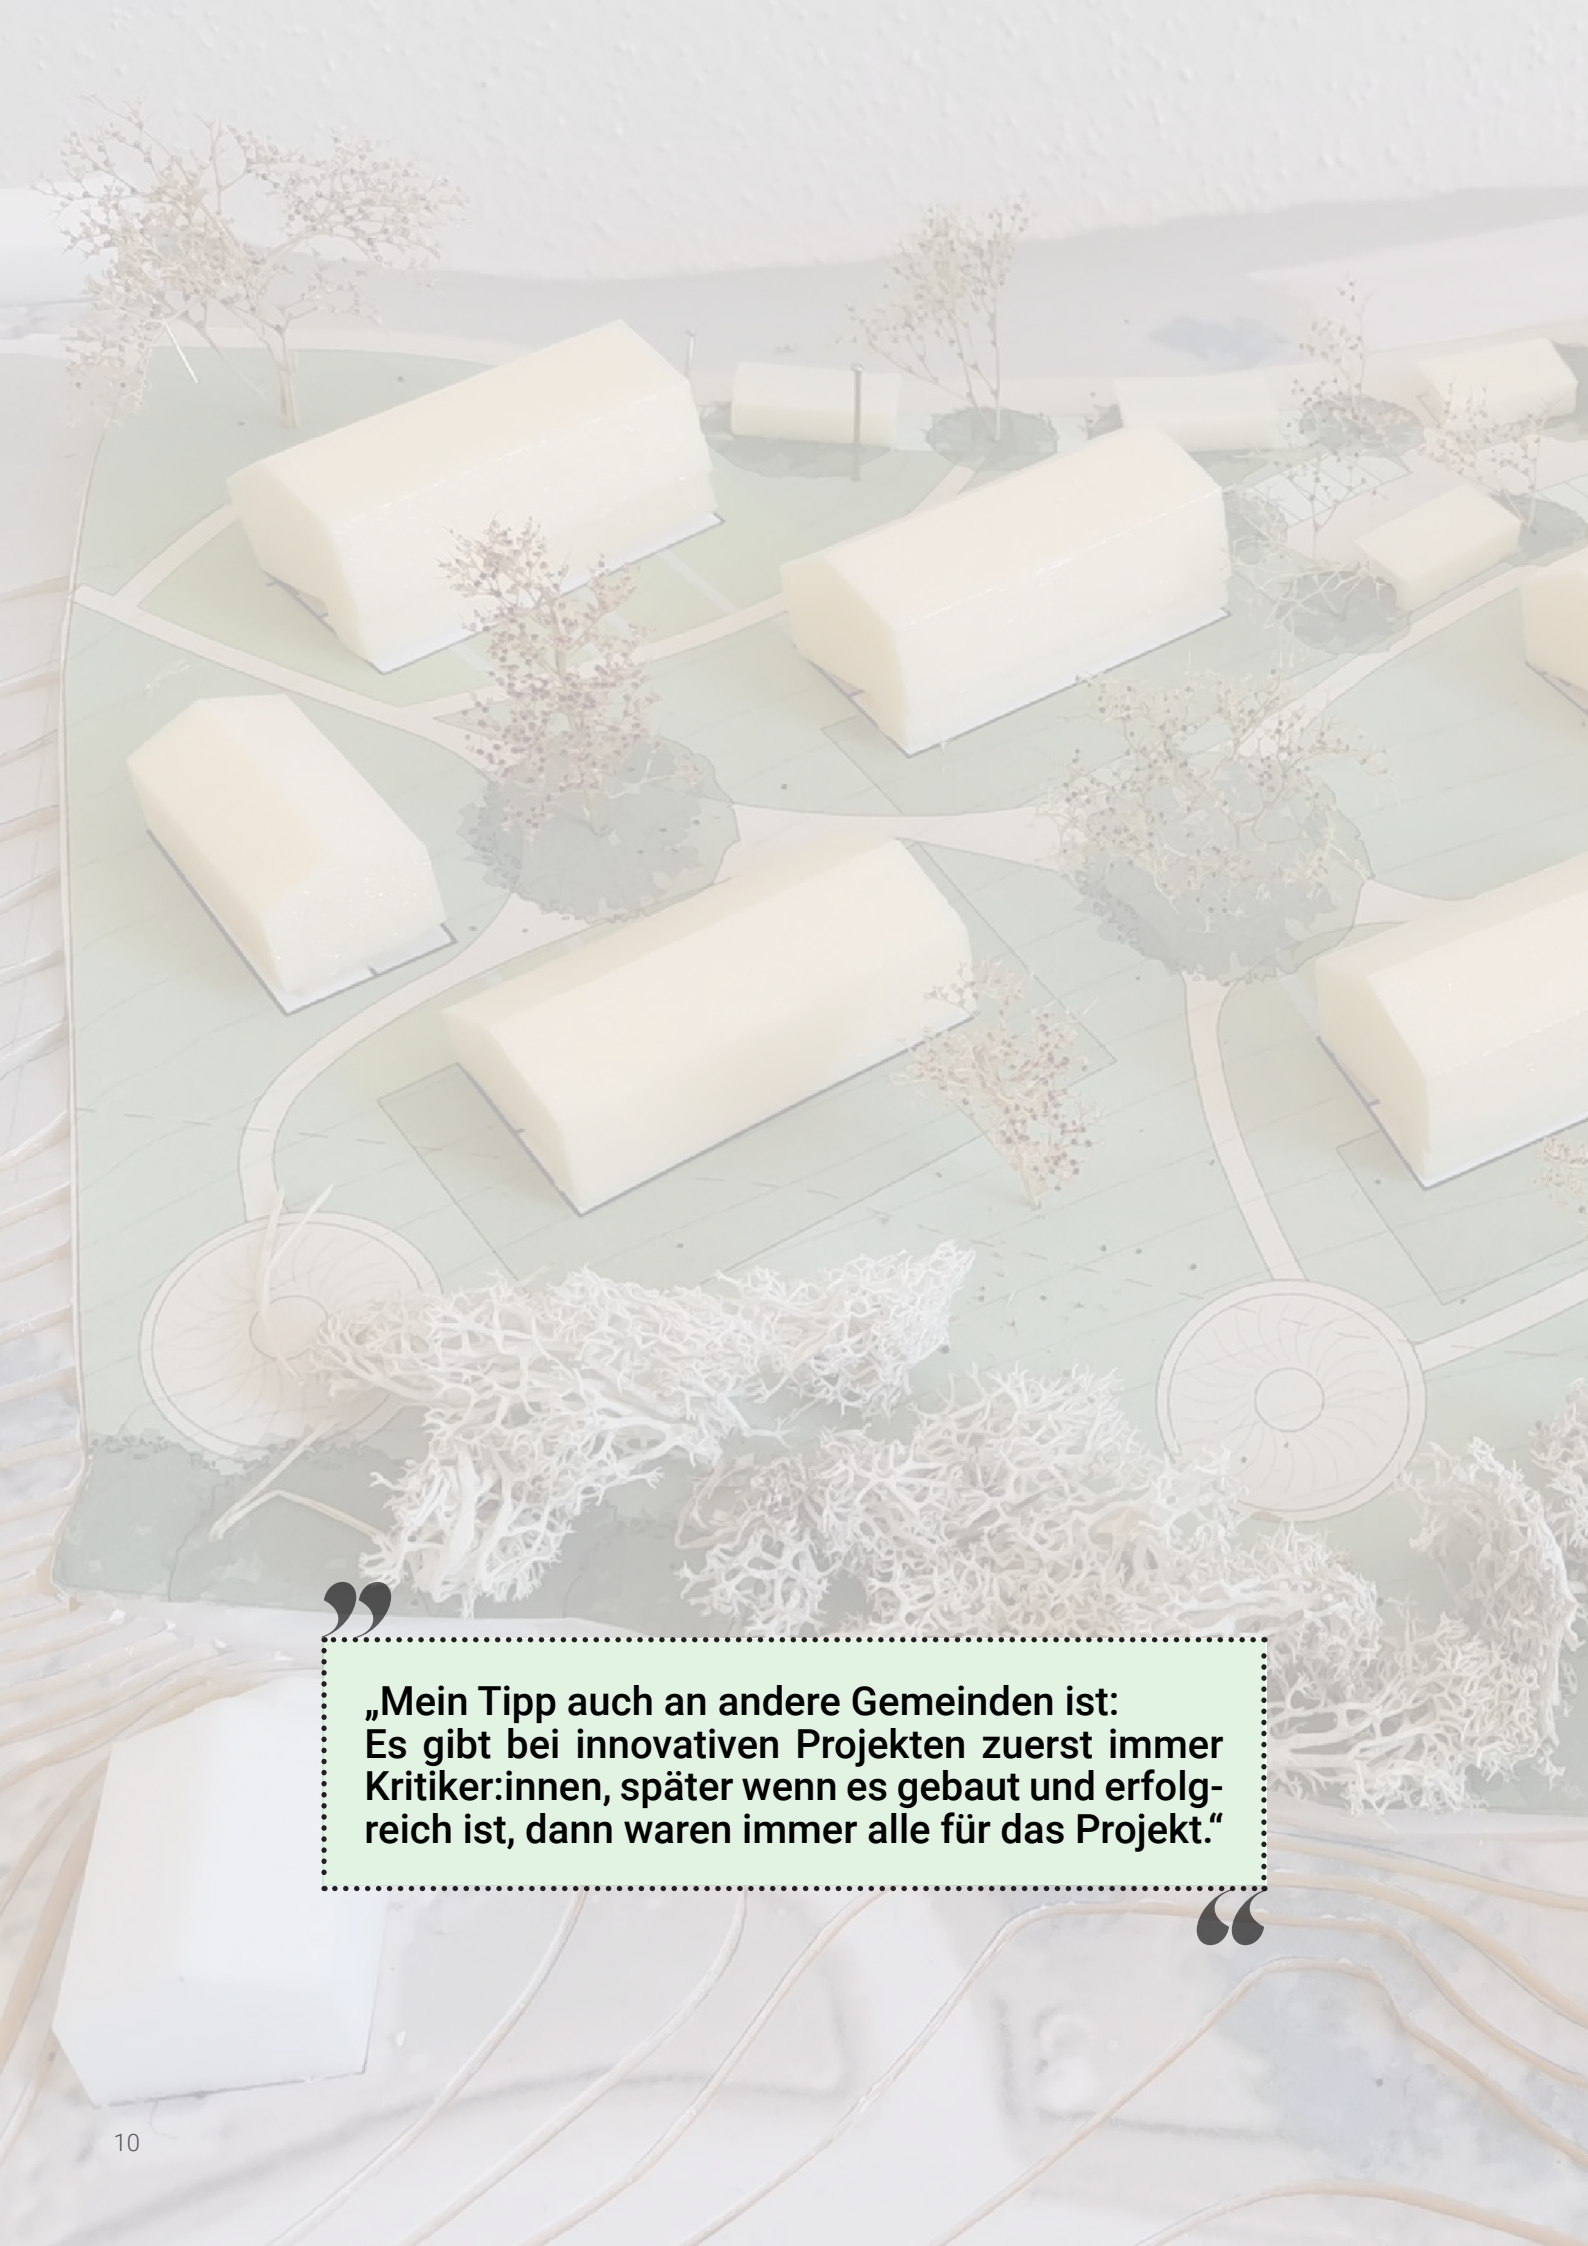 „Mein Tipp auch an andere Gemeinden ist:
Es gibt bei innovativen Projekten zuerst immer
Kritiker:innen, später wenn es gebaut und erfolg-
reich ist, dann waren immer alle für das Projekt.“
10